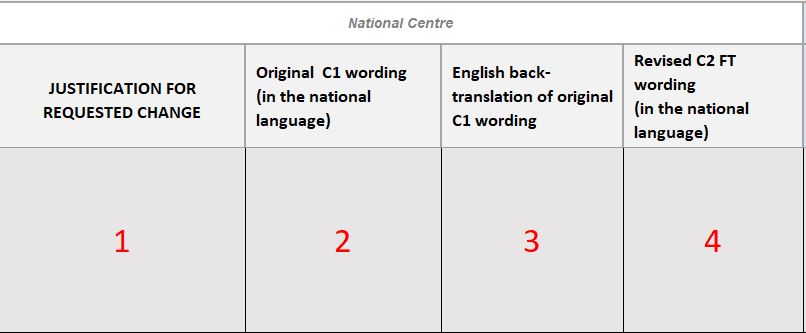 National Centre
JUSTIFICATION FOR
REQUESTED CHANGE
Original C1 wording
(in the national
language)
English back-
translation of original
C1 wording
Revised C2 FT
wording
(in the national
language)
1
2
3
4